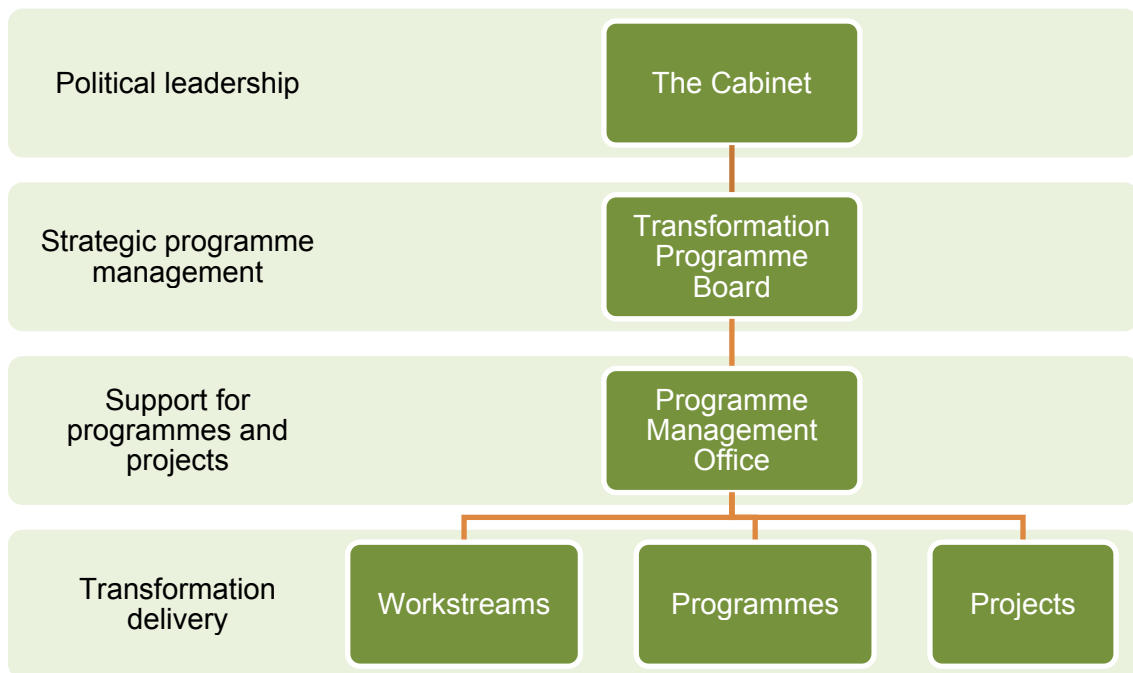 Political leadership
The Cabinet
Strategic programme
management
Transformation
Programme
Board
Support for
programmes and
projects
Programme
Management
Office
Transformation
delivery
Workstreams
Programmes
Projects